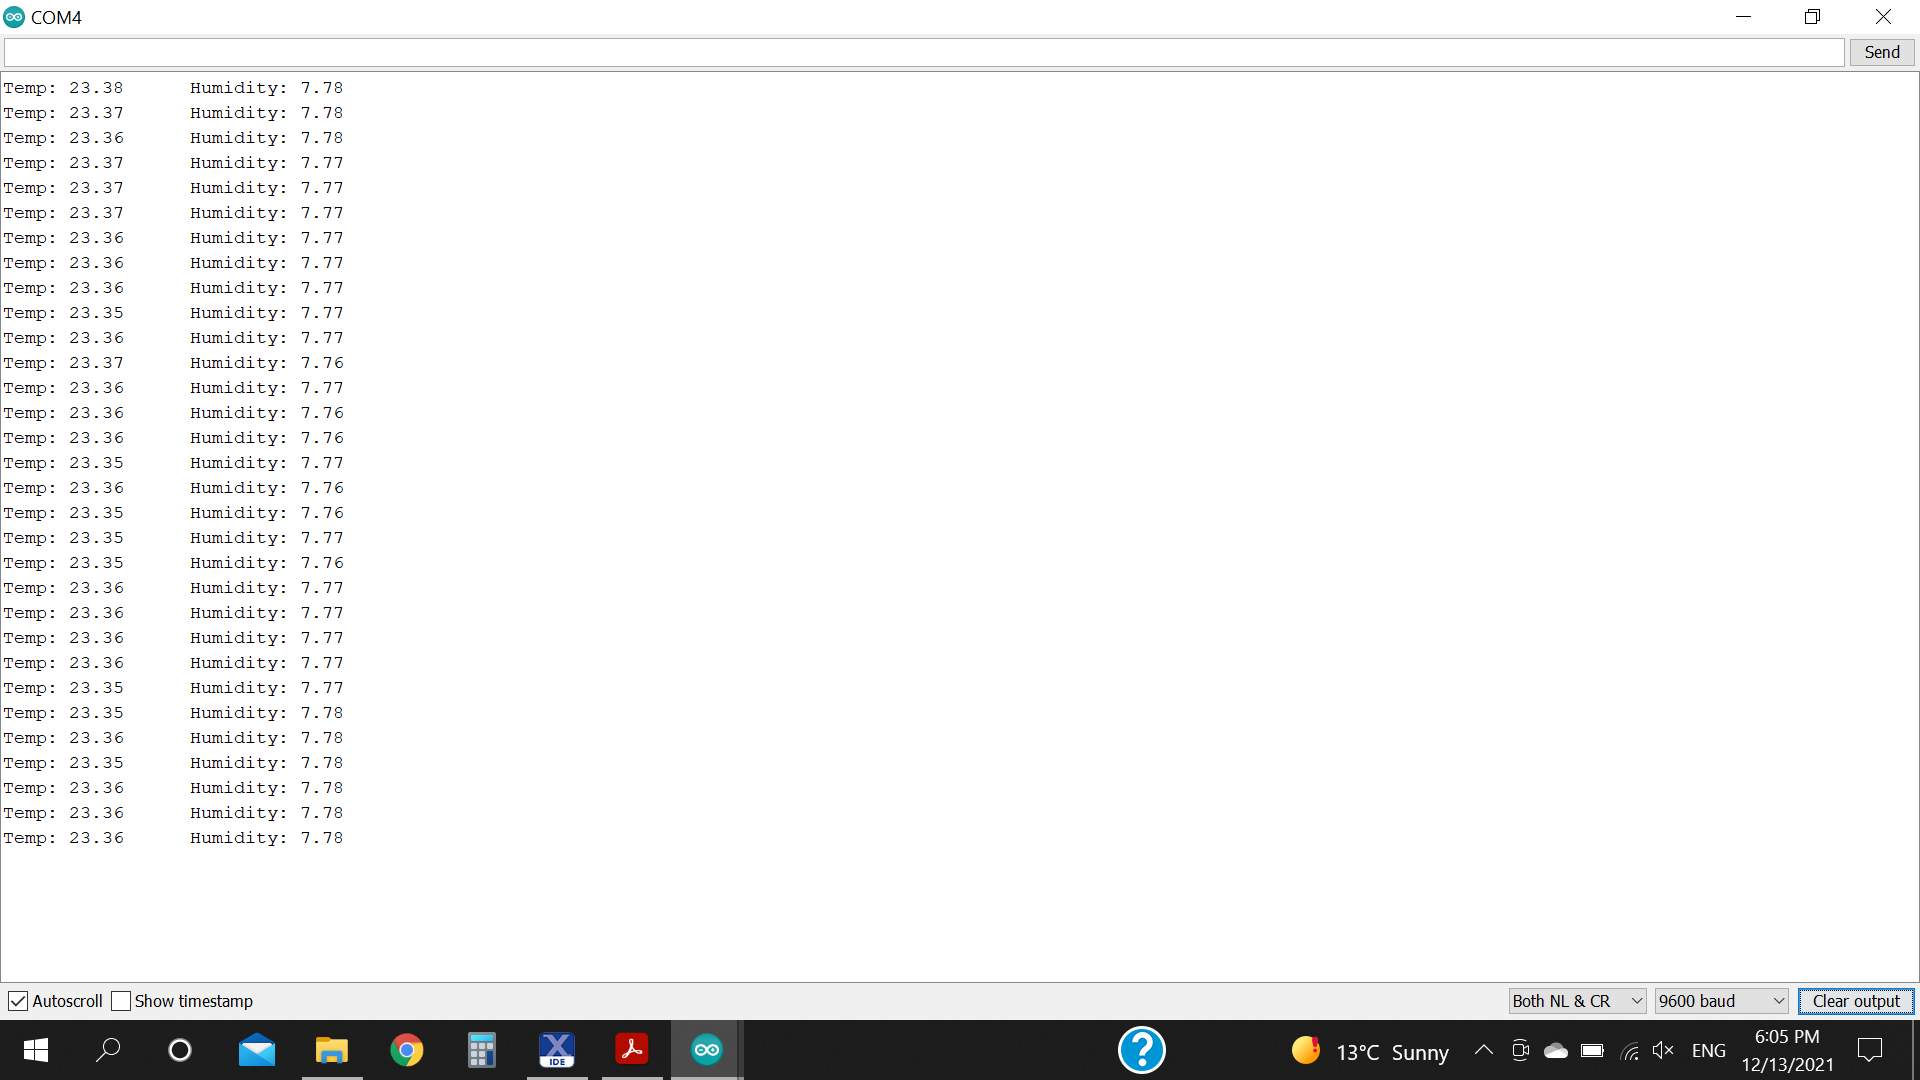 COM4
Send
Temp: 23.38 Humidity: 7.78
Temp: 23.37 Humidity: 7.78
Temp: 23.36 Humidity: 7.78
Temp: 23.37 Humidity: 7.77
Temp: 23.37 Humidity: 7.77
Temp: 23.37 Humidity: 7.77
Temp: 23.36 Humidity: 7.77
Temp: 23.36 Humidity: 7.77
Temp: 23.36 Humidity: 7.77
Temp: 23.35 Humidity: 7.77
Temp: 23.36 Humidity: 7.77
Temp: 23.37 Humidity: 7.76
Temp: 23.36 Humidity: 7.77
Temp: 23.36 Humidity: 7.76
Temp: 23.36 Humidity: 7.76
Temp: 23.35 Humidity: 7.77
Temp: 23.36 Humidity: 7.76
Temp: 23.35 Humidity: 7.76
Temp: 23.35 Humidity: 7.77
Temp: 23.35 Humidity: 7.76
Temp: 23.36 Humidity: 7.77
Temp: 23.36 Humidity: 7.77
Temp: 23.36 Humidity: 7.77
Temp: 23.36 Humidity: 7.77
Temp: 23.35 Humidity: 7.77
Temp: 23.35 Humidity: 7.78
Temp: 23.36 Humidity: 7.78
Temp: 23.35 Humidity: 7.78
Temp: 23.36 Humidity: 7.78
Temp: 23.36 Humidity: 7.78
Temp: 23.36 Humidity: 7.78
Autoscroll Show timestamp Both NL & CR 9600 baud Clear output
X IDE ? 13°C Sunny ENG 6:05 PM
12/13/2021